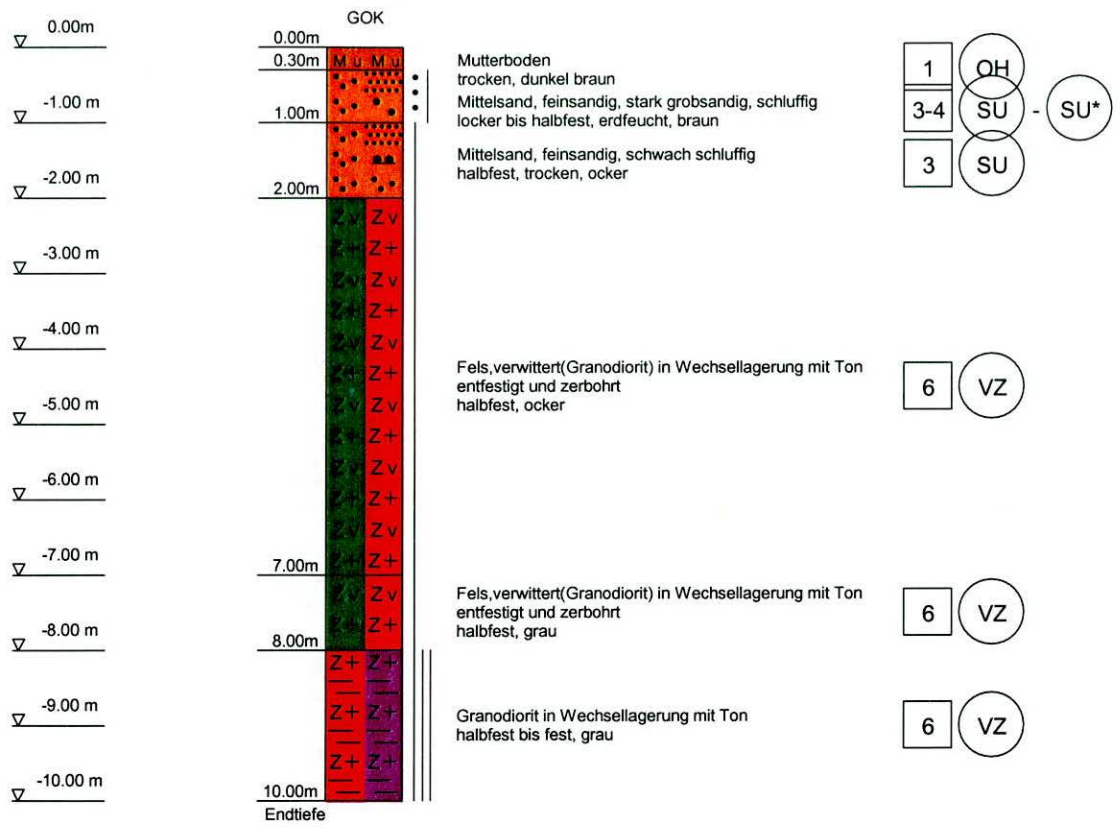 GOK
0.00m
0.00m
0.30m
M u M u
Mutterboden
trocken, dunkel braun
1
OH
-1.00 m
1.00m
Mittelsand, feinsandig, stark grobsandig, schluffig
locker bis halbfest, erdfeucht, braun
3-4
SU
-
SU*
Mittelsand, feinsandig, schwach schluffig
halbfest, trocken, ocker
3
SU
-2.00 m
2.00m
Z v Z v
Z + Z +
-3.00 m
Z v Z v
Z + Z +
-4.00 m
Z v Z v
Z + Z +
Fels,verwittert(Granodiorit) in Wechsellagerung mit Ton
entfestigt und zerbohrt
halbfest, ocker
6
VZ
-5.00 m
Z v Z v
Z + Z +
-6.00 m
Z v Z v
Z + Z +
Z v Z v
Z + Z +
-7.00 m
7.00m
Z v Z v
Z + Z +
Fels,verwittert(Granodiorit) in Wechsellagerung mit Ton
entfestigt und zerbohrt
halbfest, grau
6
VZ
-8.00 m
8.00m
Z + Z +
-9.00 m
Z + Z +
Granodiorit in Wechsellagerung mit Ton
halbfest bis fest, grau
6
VZ
Z + Z +
-10.00 m
10.00m
Endtiefe